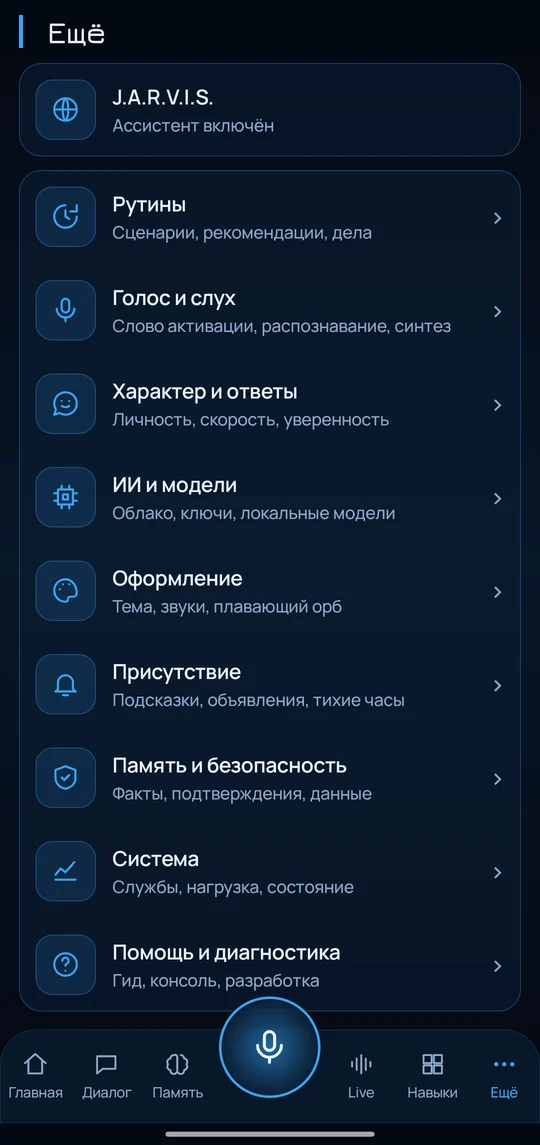 Ещё
J.A.R.V.I.S.
Ассистент включён
Рутины
Сценарии, рекомендации, дела
Голос и слух
Слово активации, распознавание, синтез
Характер и ответы
Личность, скорость, уверенность
ИИ и модели
Облако, ключи, локальные модели
Оформление
Тема, звуки, плавающий орб
Присутствие
Подсказки, объявления, тихие часы
Память и безопасность
Факты, подтверждения, данные
Система
Службы, нагрузка, состояние
Помощь и диагностика
Гид, консоль, разработка
Главная
Диалог
Память
Live
Навыки
Ещё